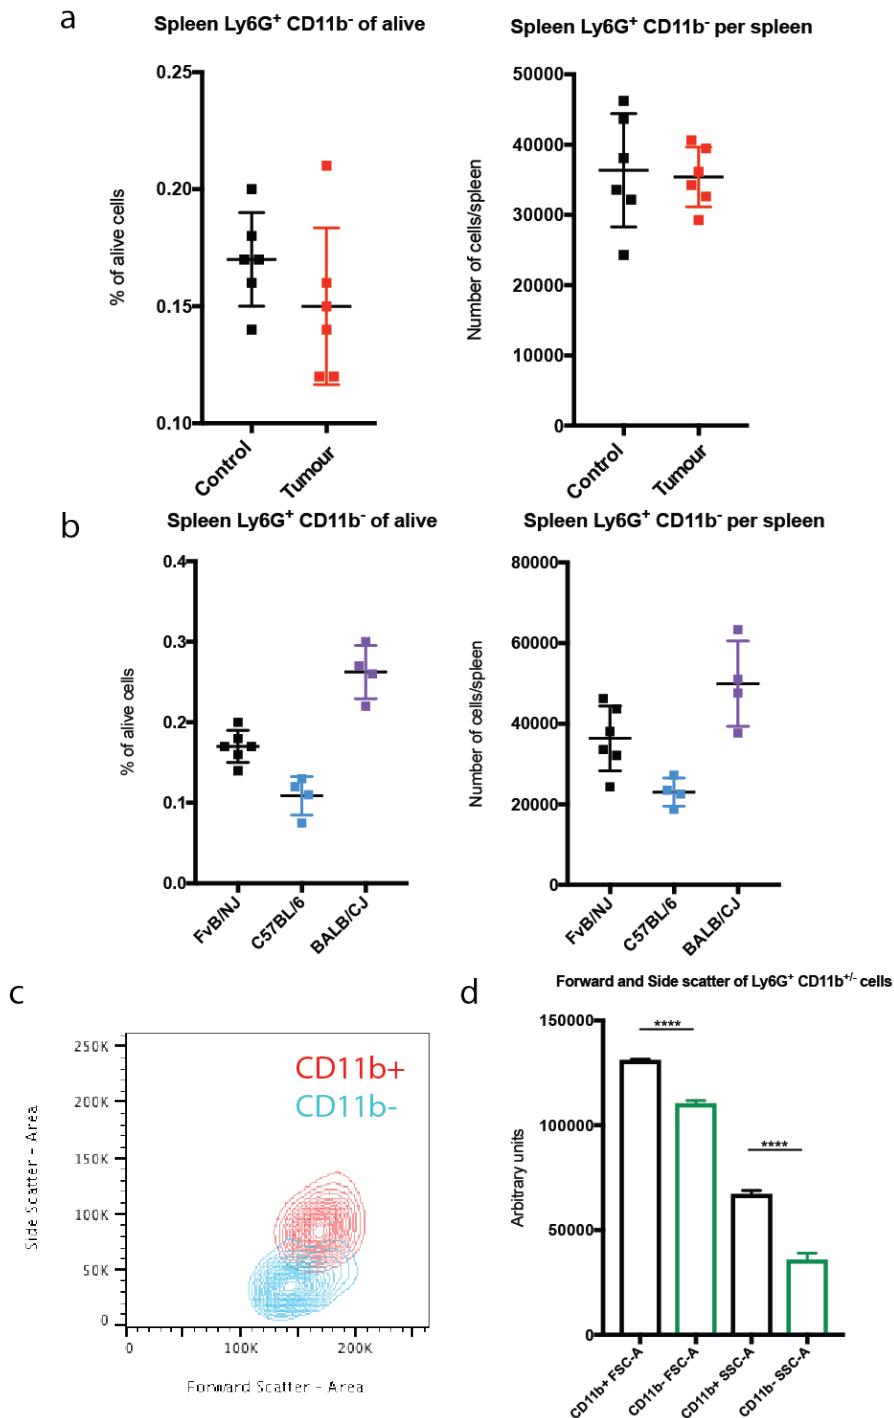 a
Spleen Ly6G+ CD11b- of alive
Spleen Ly6G+ CD11b- per spleen
% of alive cells
0.25
0.20
0.15
0.10
Control
Tumour
Number of cells/spleen
50000
40000
30000
20000
10000
0
Control
Tumour
b
Spleen Ly6G+ CD11b- of alive
Spleen Ly6G+ CD11b- per spleen
% of alive cells
0.4
0.3
0.2
0.1
0.0
FvB/NJ
C57BL/6
BALB/CJ
Number of cells/spleen
80000
60000
40000
20000
0
FvB/NJ
C57BL/6
BALB/CJ
c
Side Scatter - Area
250K
200K
150K
100K
50K
0
CD11b+
CD11b-
0
100K
200K
Forward Scatter - Area
d
Forward and Side scatter of Ly6G+ CD11b+/- cells
Arbitrary units
150000
100000
50000
0
****
****
CD11b+ FSC-A
CD11b- FSC-A
CD11b+ SSC-A
CD11b- SSC-A